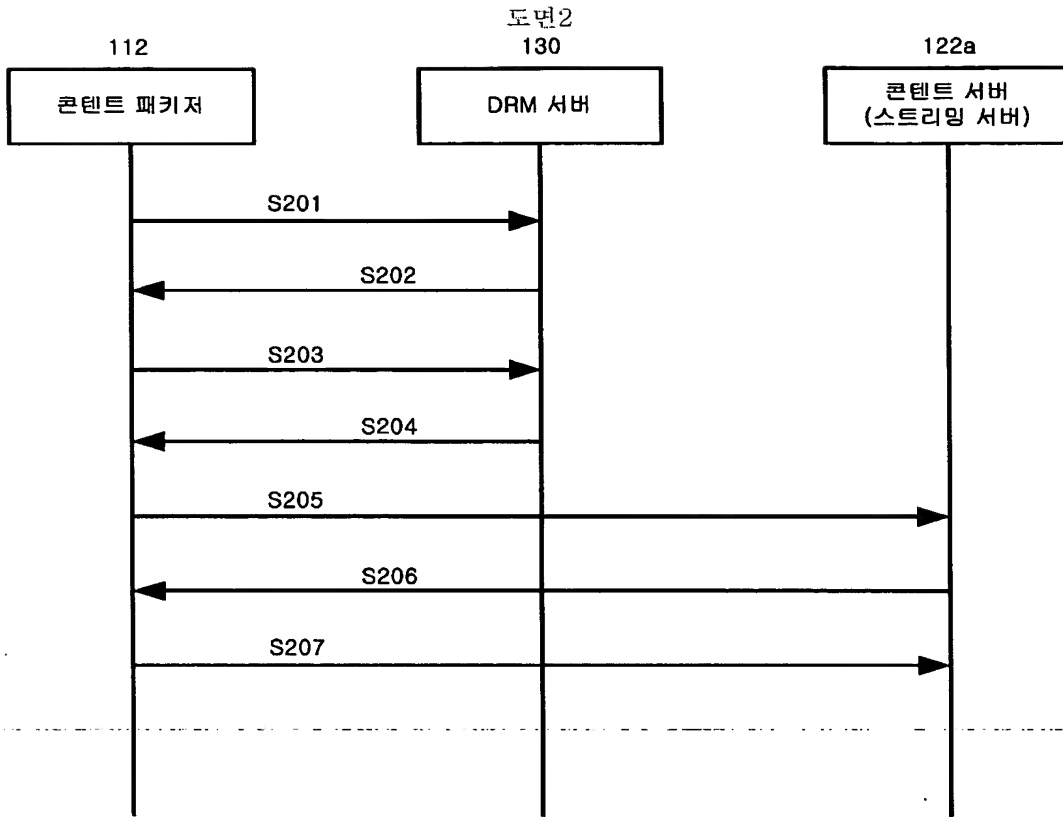 도면2
112
130
122a
콘텐트 패키저
DRM 서버
콘텐트 서버
(스트리밍 서버)
S201
S202
S203
S204
S205
S206
S207